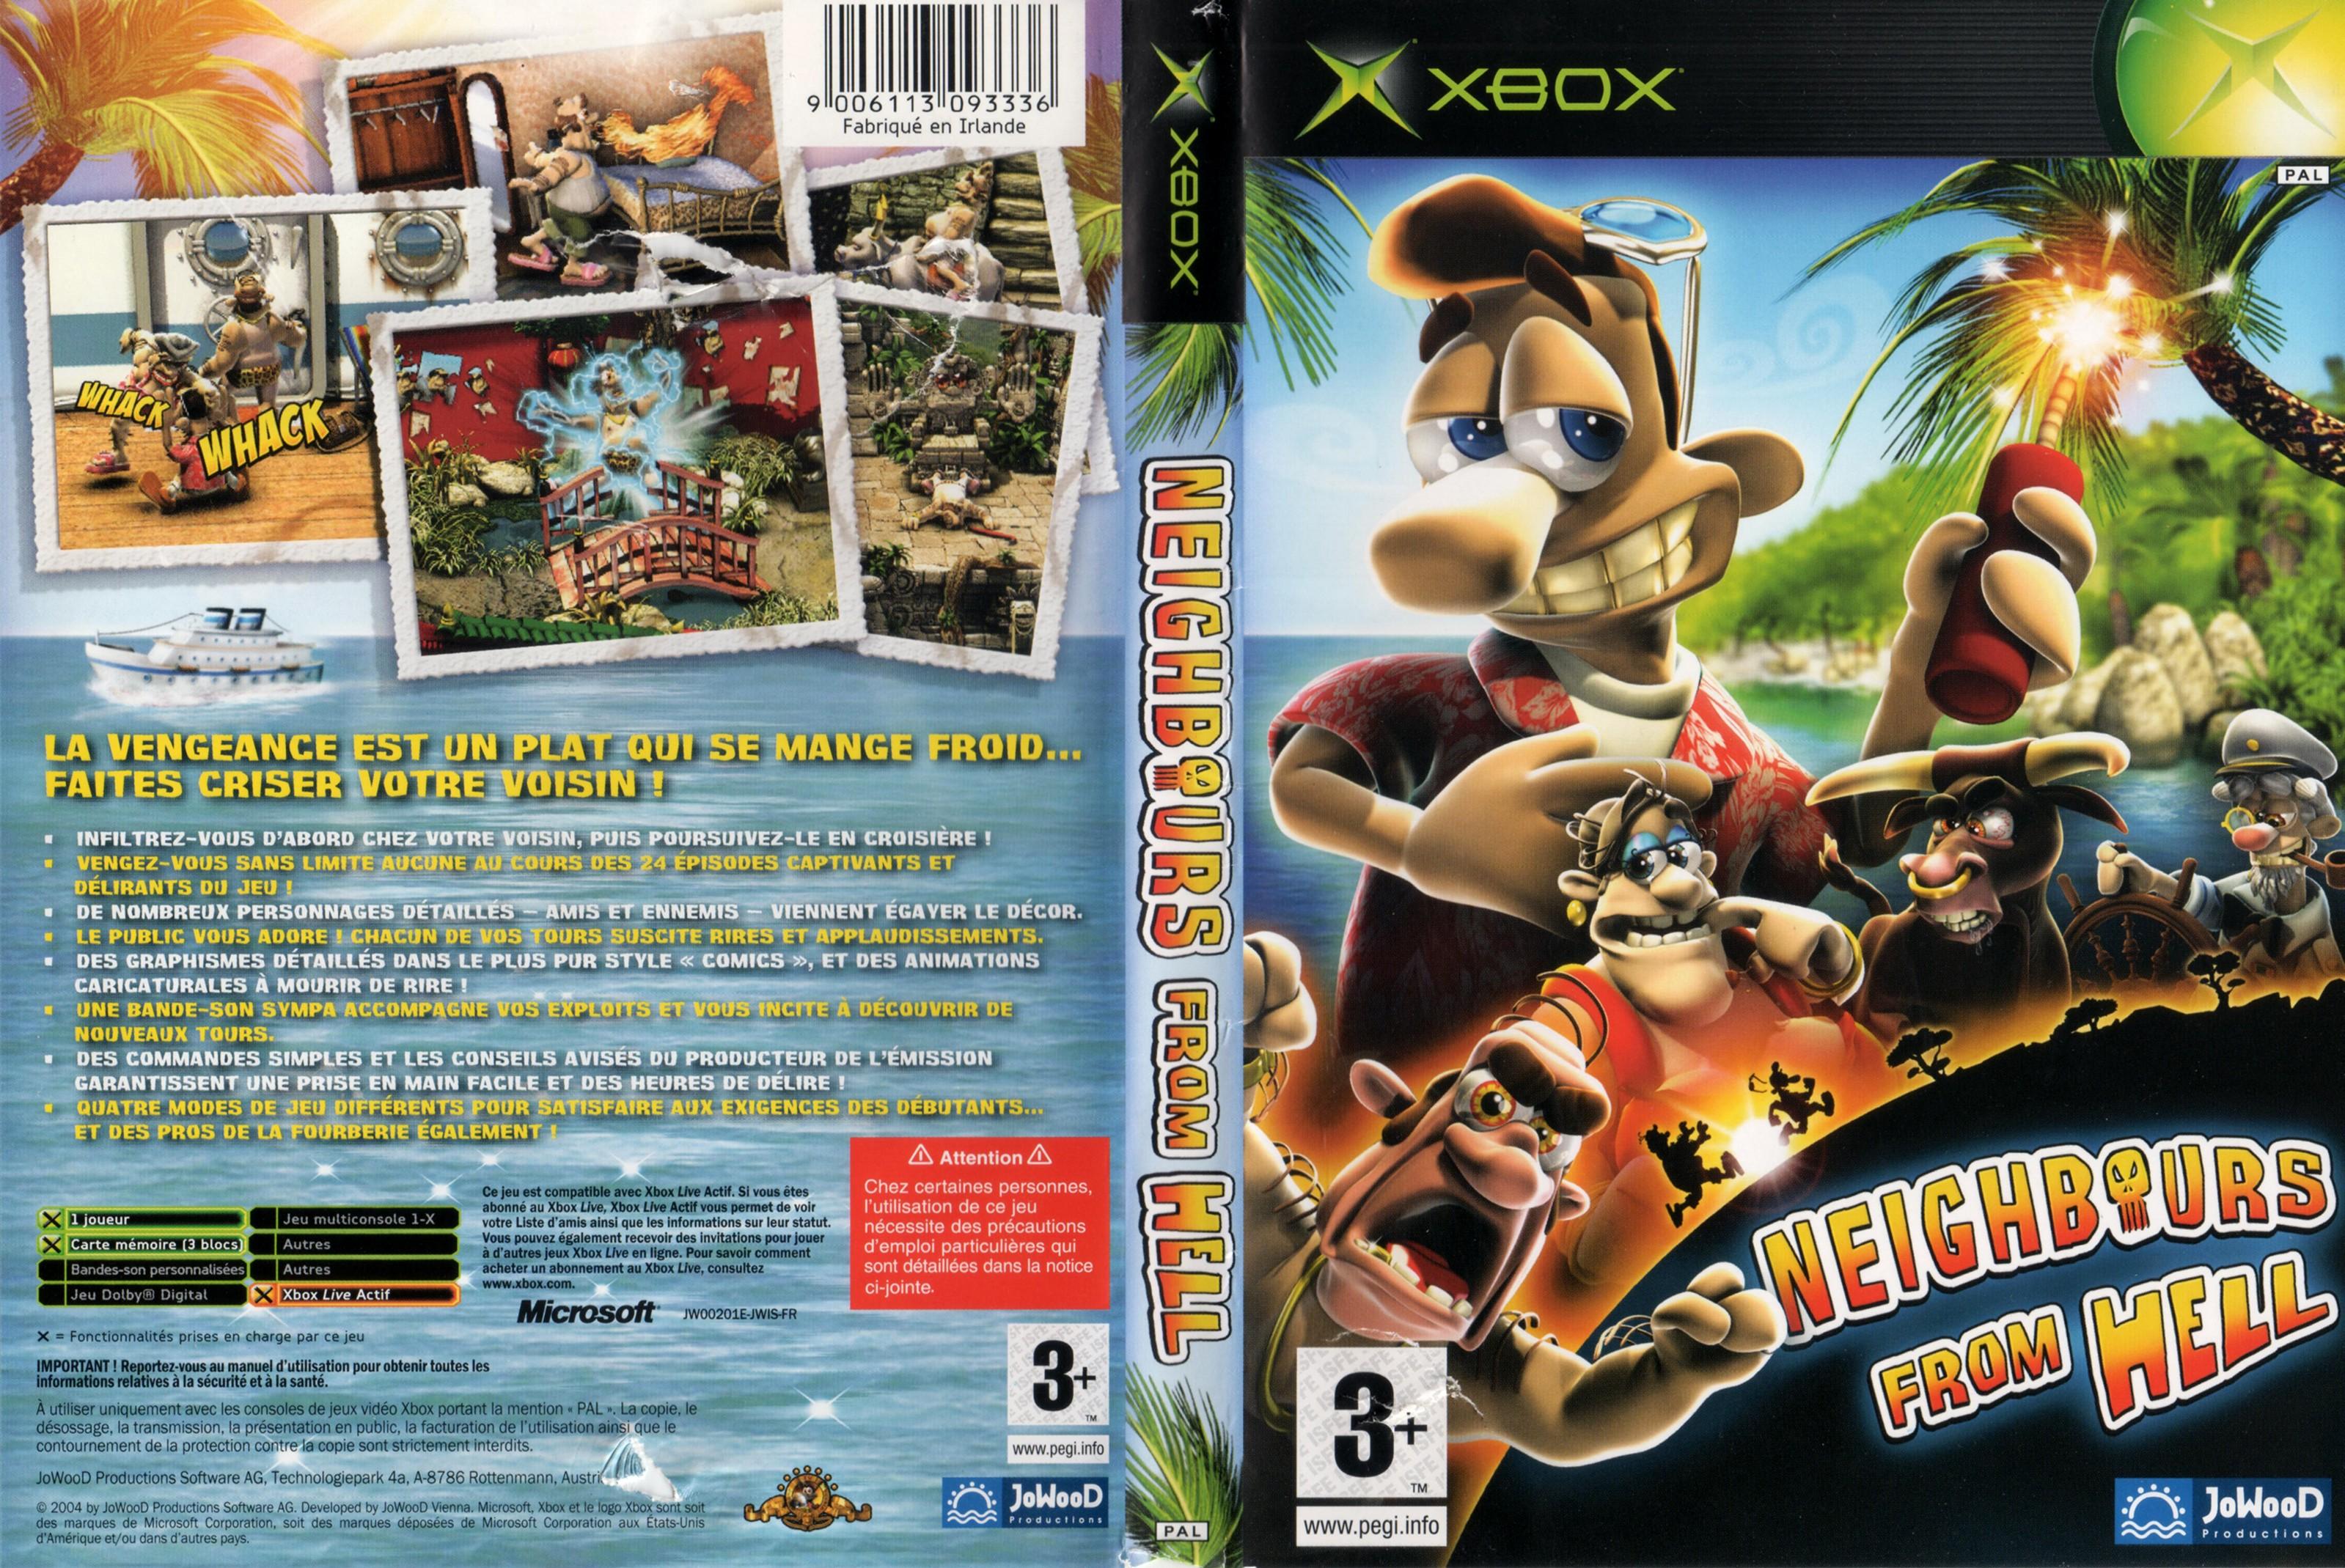 9 006113 093336
Fabriqué en Irlande
WHACK
WHACK
LA VENGEANCE EST UN PLAT QUI SE MANGE FROID...
FAITES CRISER VOTRE VOISIN !
▪ INFILTREZ-VOUS D'ABORD CHEZ VOTRE VOISIN, PUIS POURSUIVEZ-LE EN CROISIÈRE !
▪ VENGEZ-VOUS SANS LIMITE AUCUNE AU COURS DES 24 ÉPISODES CAPTIVANTS ET
DÉLIRANTS DU JEU !
▪ DE NOMBREUX PERSONNAGES DÉTAILLÉS – AMIS ET ENNEMIS – VIENNENT ÉGAYER LE DÉCOR.
▪ LE PUBLIC VOUS ADORE ! CHACUN DE VOS TOURS SUSCITE RIRES ET APPLAUDISSEMENTS.
▪ DES GRAPHISMES DÉTAILLÉS DANS LE PLUS PUR STYLE « COMICS », ET DES ANIMATIONS
CARICATURALES À MOURIR DE RIRE !
▪ UNE BANDE-SON SYMPA ACCOMPAGNE VOS EXPLOITS ET VOUS INCITE À DÉCOUVRIR DE
NOUVEAUX TOURS.
▪ DES COMMANDES SIMPLES ET LES CONSEILS AVISÉS DU PRODUCTEUR DE L'ÉMISSION
GARANTISSENT UNE PRISE EN MAIN FACILE ET DES HEURES DE DÉLIRE !
▪ QUATRE MODES DE JEU DIFFÉRENTS POUR SATISFAIRE AUX EXIGENCES DES DÉBUTANTS...
ET DES PROS DE LA FOURBERIE ÉGALEMENT !
1 joueur
Carte mémoire (3 blocs)
Bandes-son personnalisées
Jeu Dolby® Digital
Jeu multiconsole 1-X
Autres
Autres
Xbox Live Actif
X = Fonctionnalités prises en charge par ce jeu
Ce jeu est compatible avec Xbox Live Actif. Si vous êtes
abonné au Xbox Live, Xbox Live Actif vous permet de voir
votre Liste d'amis ainsi que les informations sur leur statut.
Vous pouvez également recevoir des invitations pour jouer
à d'autres jeux Xbox Live en ligne. Pour savoir comment
acheter un abonnement au Xbox Live, consultez
www.xbox.com.
Microsoft
JW00201E-JWIS-FR
⚠ Attention ⚠
Chez certaines personnes,
l'utilisation de ce jeu
nécessite des précautions
d'emploi particulières qui
sont détaillées dans la notice
ci-jointe.
IMPORTANT ! Reportez-vous au manuel d'utilisation pour obtenir toutes les
informations relatives à la sécurité et à la santé.
À utiliser uniquement avec les consoles de jeux vidéo Xbox portant la mention « PAL ». La copie, le
désossage, la transmission, la présentation en public, la facturation de l'utilisation ainsi que le
contournement de la protection contre la copie sont strictement interdits.
JoWooD Productions Software AG, Technologiepark 4a, A-8786 Rottenmann, Austri
© 2004 by JoWooD Productions Software AG. Developed by JoWooD Vienna. Microsoft, Xbox et le logo Xbox sont soit
des marques de Microsoft Corporation, soit des marques déposées de Microsoft Corporation aux États-Unis
d'Amérique et/ou dans d'autres pays.
3+
TM
www.pegi.info
JoWooD
Productions
XBOX
NEIGHBOURS FROM HELL
PAL
XBOX
PAL
NEIGHBOURS
FROM HELL
3+
TM
www.pegi.info
JoWooD
Productions